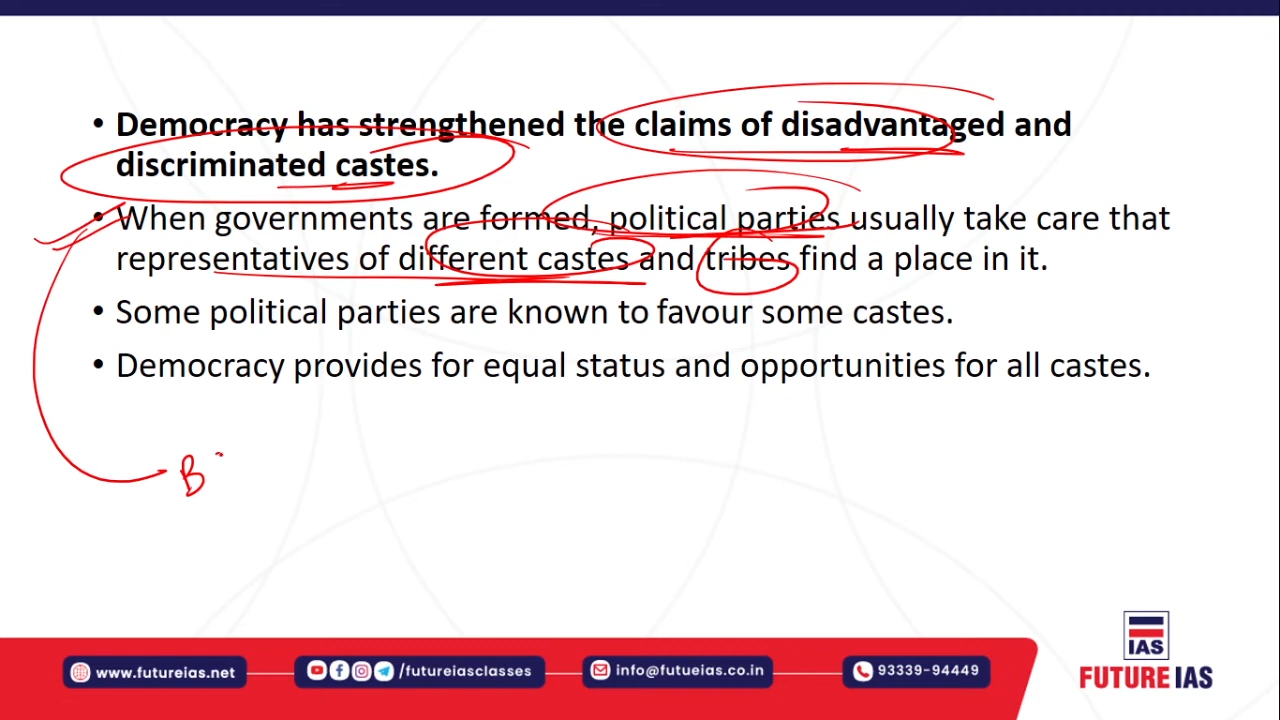 • Democracy has strengthened the claims of disadvantaged and
discriminated castes.
• When governments are formed, political parties usually take care that
representatives of different castes and tribes find a place in it.
• Some political parties are known to favour some castes.
• Democracy provides for equal status and opportunities for all castes.
B
IAS
www.futureias.net
/futureiasclasses
info@futueias.co.in
93339-94449
FUTURE IAS